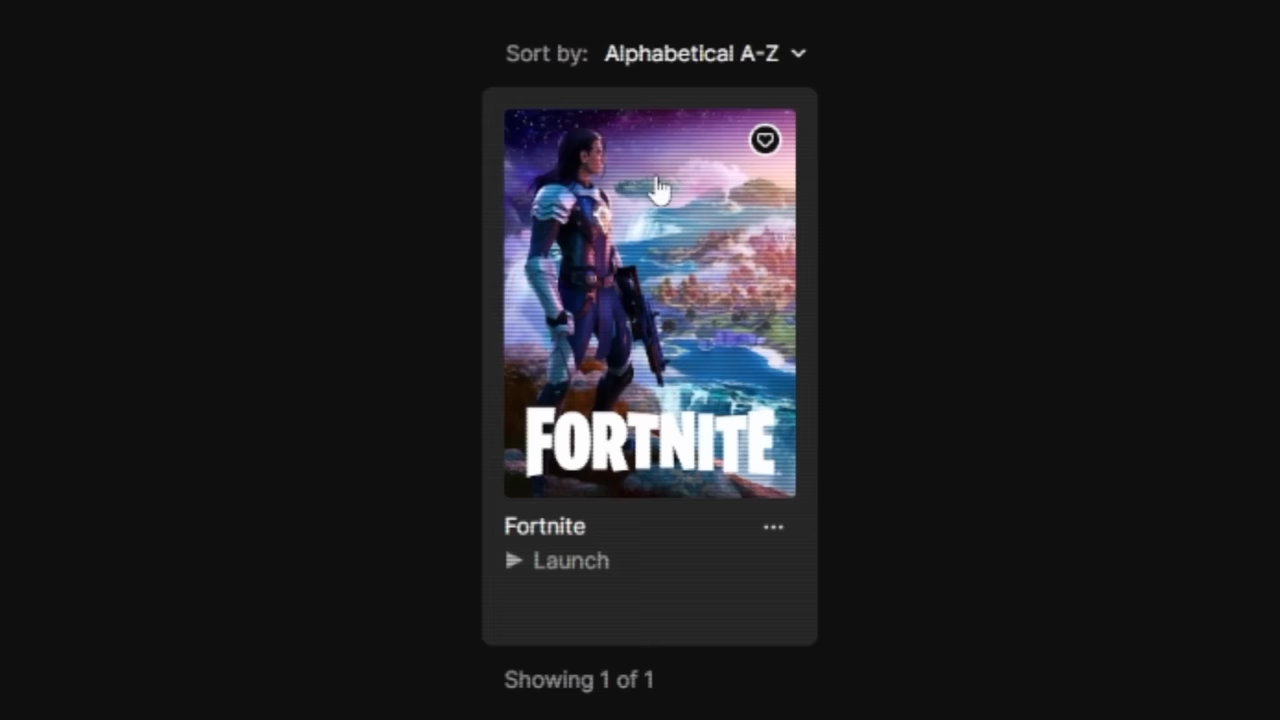 Sort by: Alphabetical A-Z
FORTNITE
Fortnite
Launch
Showing 1 of 1